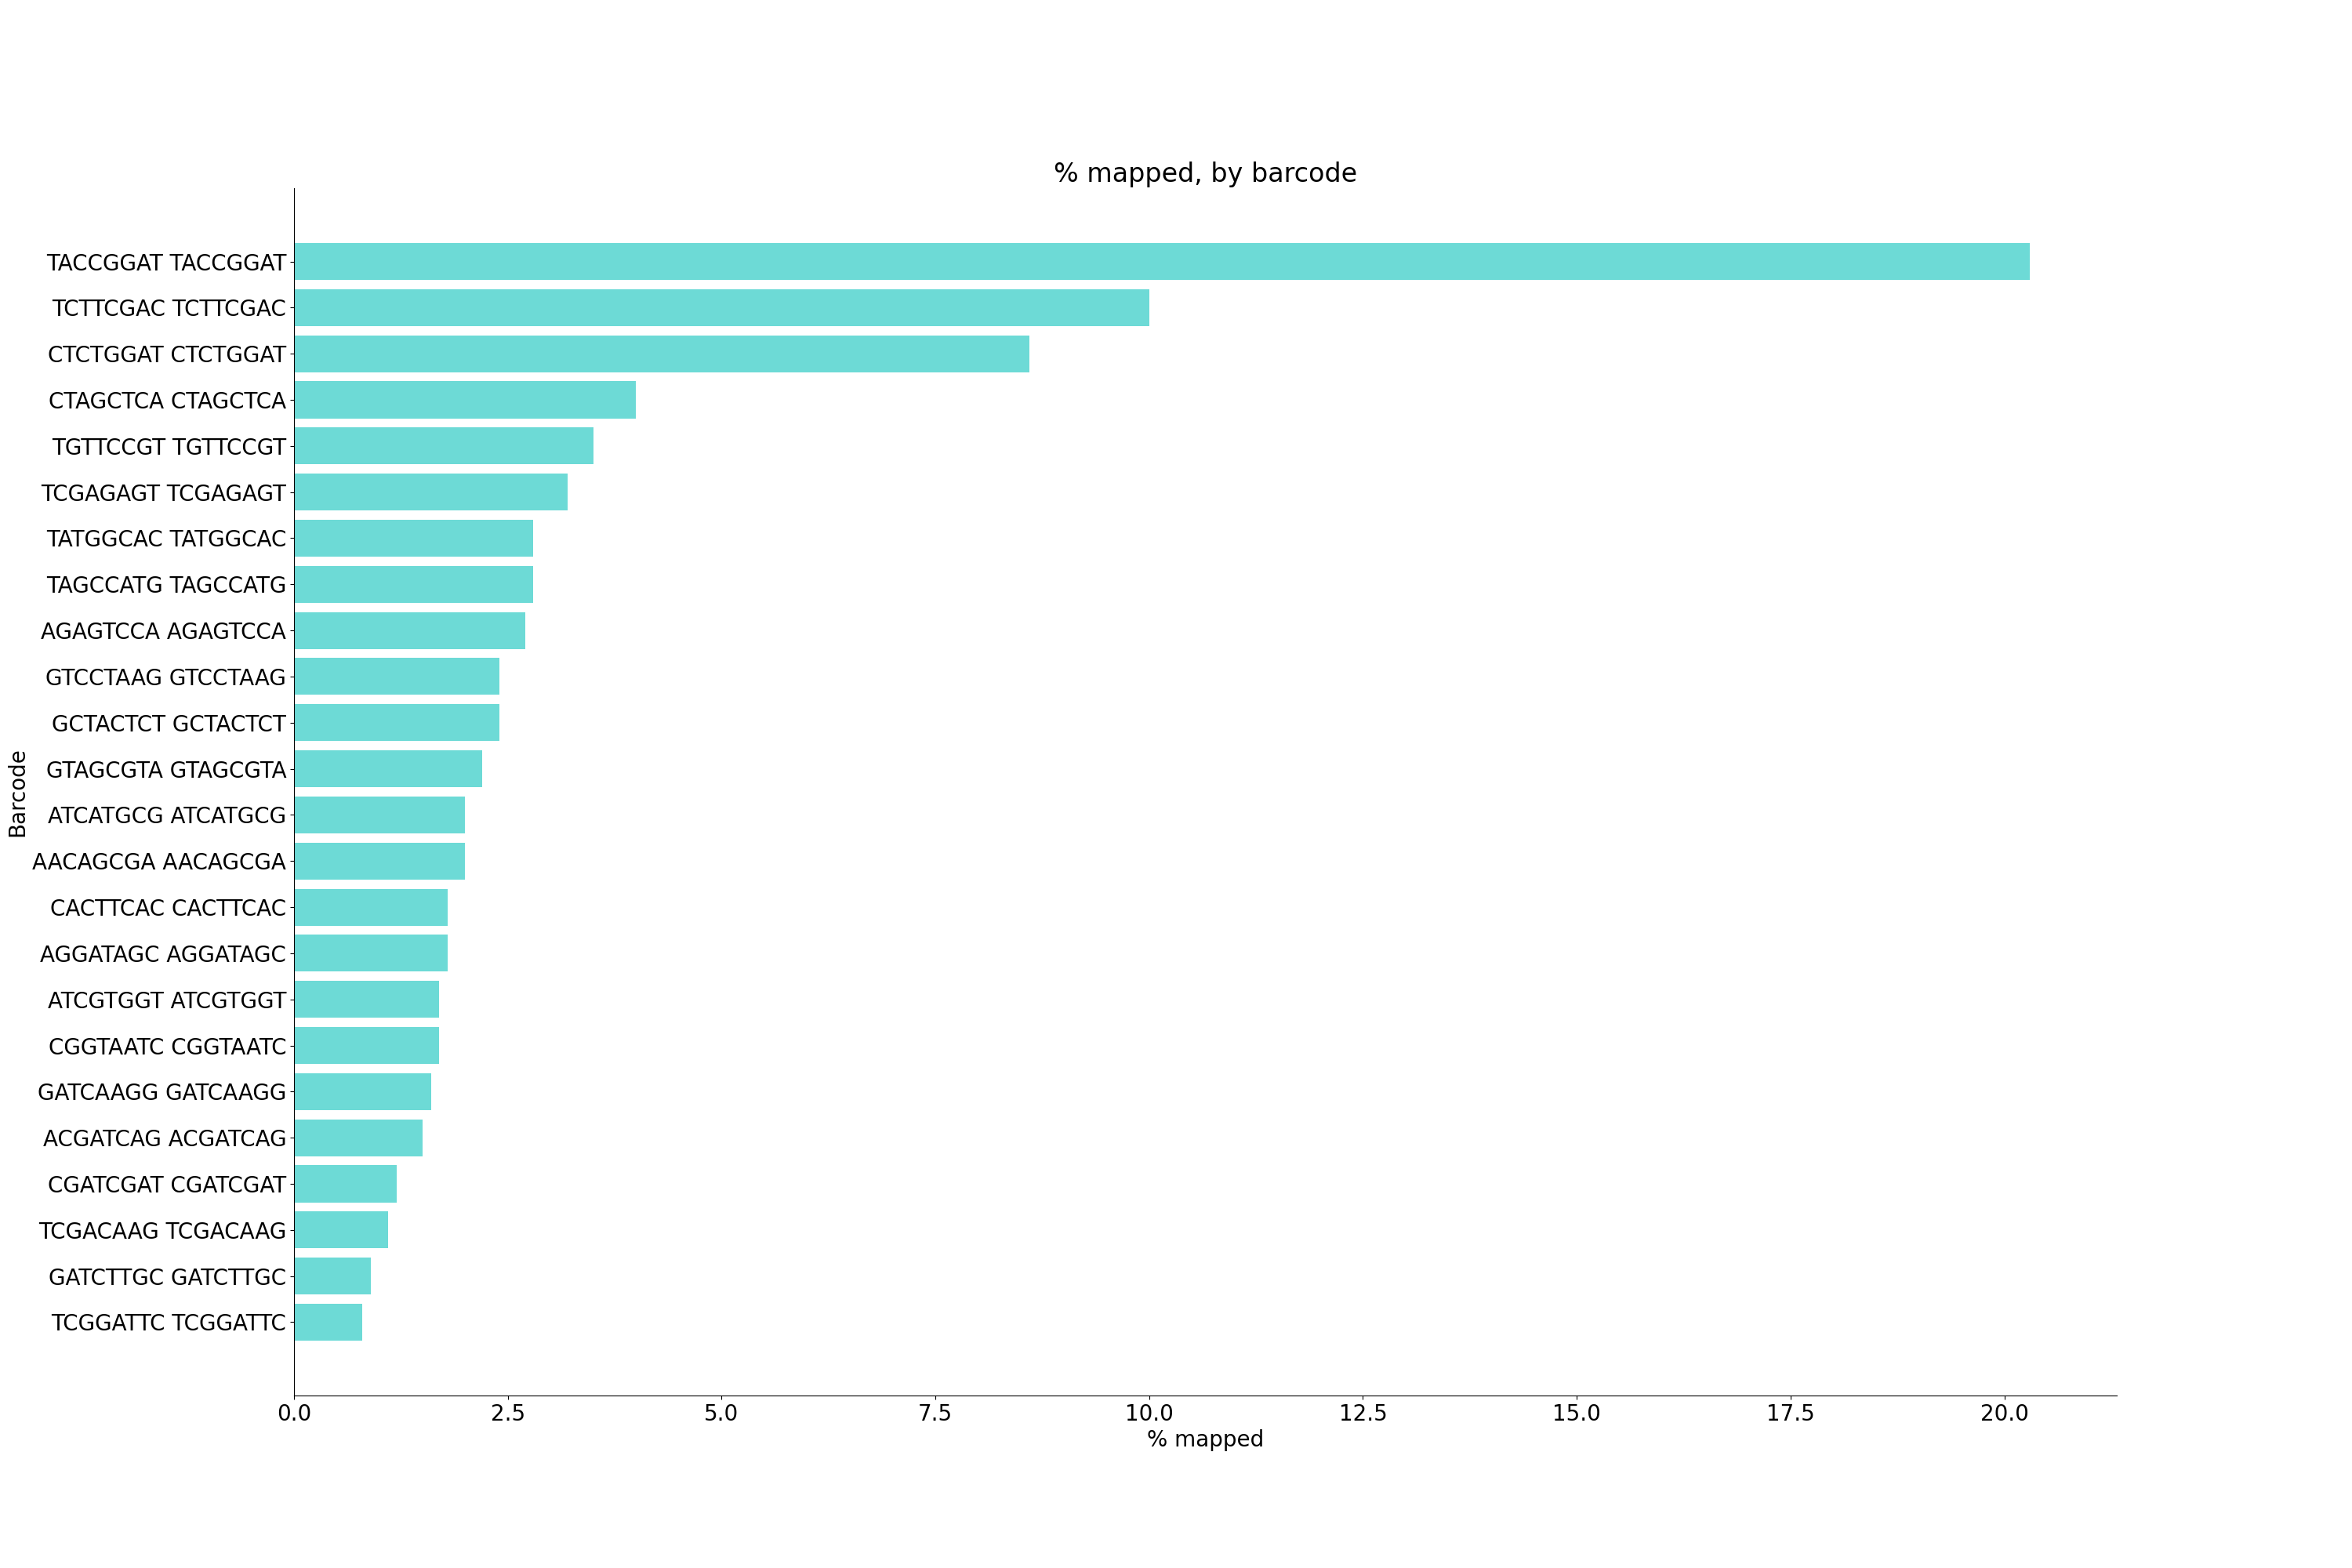 % mapped, by barcode
TACCGGAT TACCGGAT
TCTTCGAC TCTTCGAC
CTCTGGAT CTCTGGAT
CTAGCTCA CTAGCTCA
TGTTCCGT TGTTCCGT
TCGAGAGT TCGAGAGT
TATGGCAC TATGGCAC
TAGCCATG TAGCCATG
AGAGTCCA AGAGTCCA
GTCCTAAG GTCCTAAG
GCTACTCT GCTACTCT
GTAGCGTA GTAGCGTA
ATCATGCG ATCATGCG
AACAGCGA AACAGCGA
CACTTCAC CACTTCAC
AGGATAGC AGGATAGC
ATCGTGGT ATCGTGGT
CGGTAATC CGGTAATC
GATCAAGG GATCAAGG
ACGATCAG ACGATCAG
CGATCGAT CGATCGAT
TCGACAAG TCGACAAG
GATCTTGC GATCTTGC
TCGGATTC TCGGATTC
Barcode
0.0 2.5 5.0 7.5 10.0 12.5 15.0 17.5 20.0
% mapped